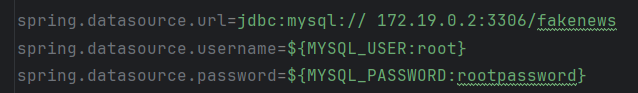 spring.datasource.url=jdbc:mysql:// 172.19.0.2:3306/fakenews
spring.datasource.username=${MYSQL_USER:root}
spring.datasource.password=${MYSQL_PASSWORD:rootpassword}